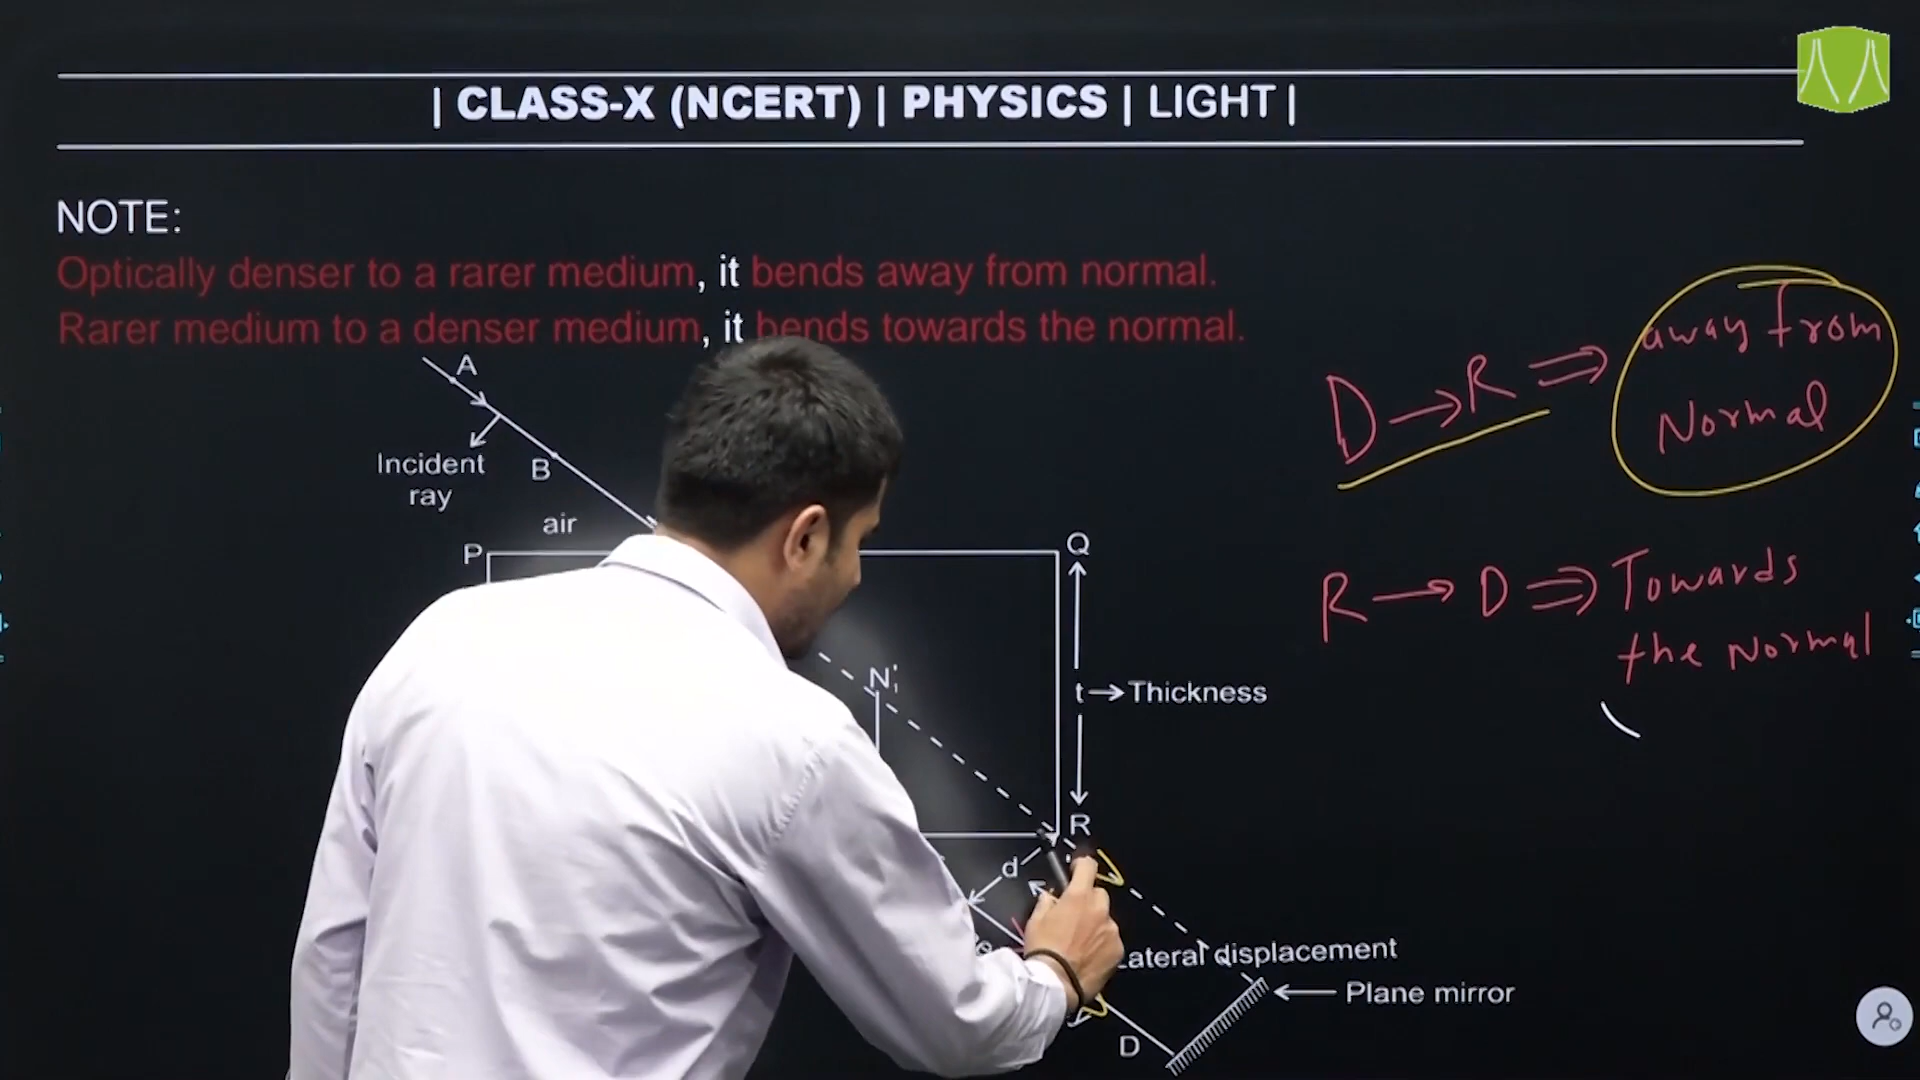 | CLASS-X (NCERT) | PHYSICS | LIGHT |
NOTE:
Optically denser to a rarer medium, it bends away from normal.
Rarer medium to a denser medium, it bends towards the normal.
D → R ⇒ away from
Normal
R → D ⇒ Towards
the Normal
A
Incident
ray
B
air
P
Q
N₁'
t → Thickness
R
d
Lateral displacement
Plane mirror
D